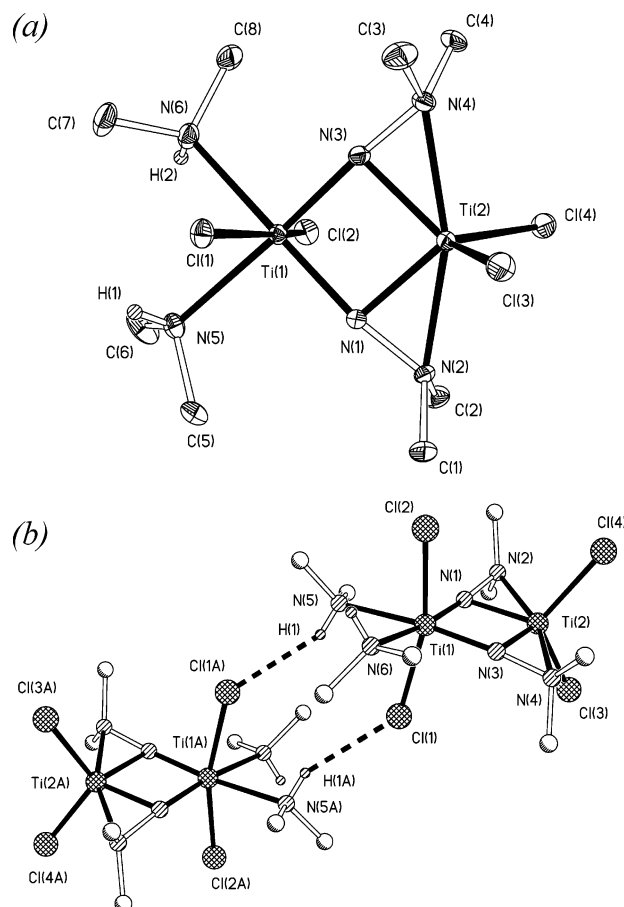 (a)
C(8)
C(3)
C(4)
N(6)
N(4)
C(7)
N(3)
H(2)
Ti(2)
Cl(4)
Cl(2)
Cl(1)
Ti(1)
Cl(3)
H(1)
N(1)
C(6)
N(5)
N(2)
C(2)
C(5)
C(1)
(b)
Cl(2)
Cl(4)
N(2)
N(1)
N(5)
H(1)
Ti(1)
Ti(2)
N(6)
N(3)
Cl(1A)
N(4)
Cl(3)
Cl(3A)
Cl(1)
Ti(1A)
Ti(2A)
H(1A)
N(5A)
Cl(4A)
Cl(2A)